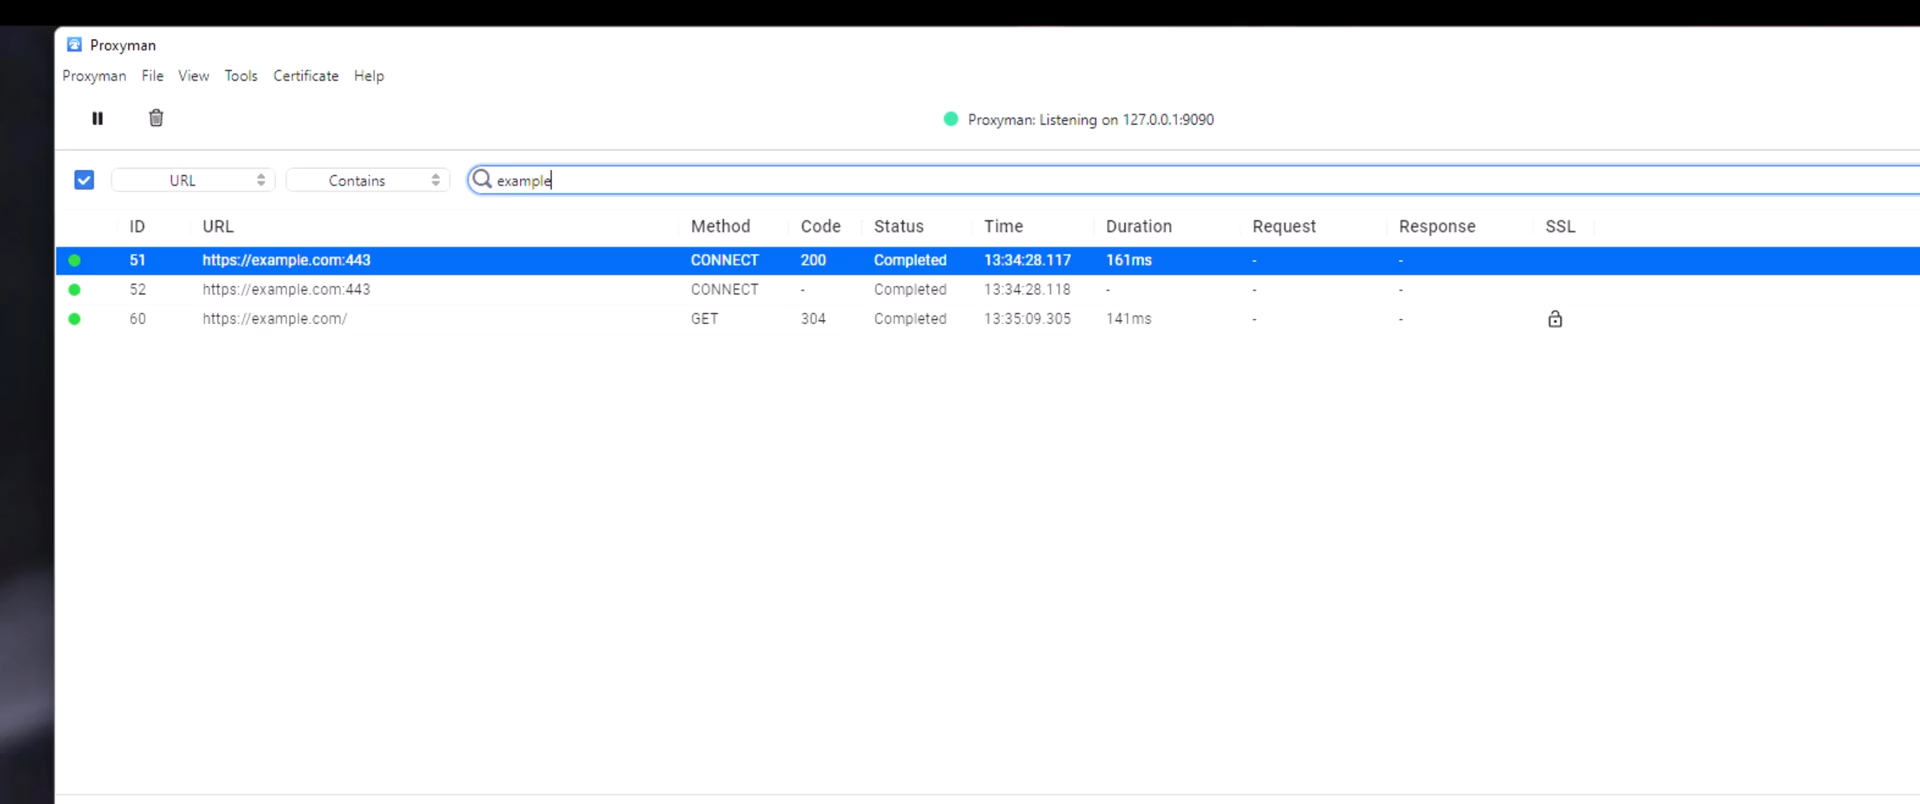 Proxyman
Proxyman File View Tools Certificate Help
Proxyman: Listening on 127.0.0.1:9090
URL Contains example
ID URL Method Code Status Time Duration Request Response SSL
51 https://example.com:443 CONNECT 200 Completed 13:34:28.117 161ms - -
52 https://example.com:443 CONNECT - Completed 13:34:28.118 - - -
60 https://example.com/ GET 304 Completed 13:35:09.305 141ms - -